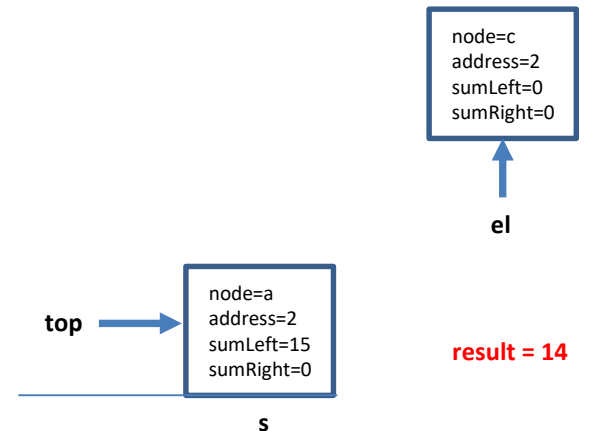 node=c
address=2
sumLeft=0
sumRight=0
el
top
node=a
address=2
sumLeft=15
sumRight=0
result = 14
s